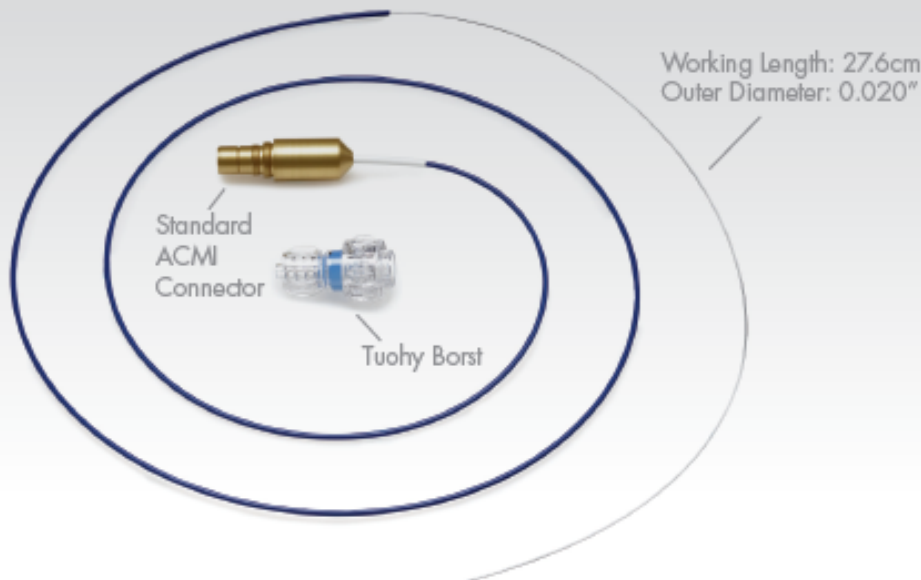 Working Length: 27.6cm
Outer Diameter: 0.020"
Standard
ACMI
Connector
Tuohy Borst